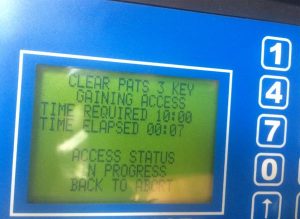 CLEAR PATS 3 KEY
GAINING ACCESS
TIME REQUIRED 10:00
TIME ELAPSED 00:07
ACCESS STATUS
N PROGRESS
BACK TO ABORT
1
4
7
0
↑